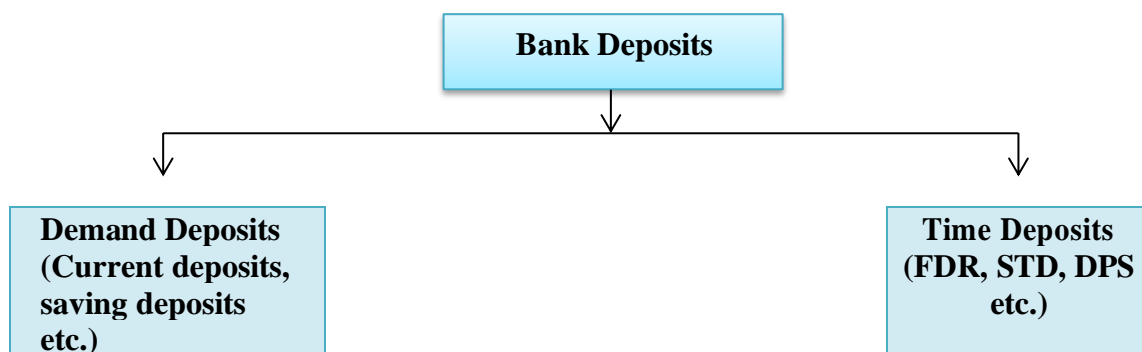 Bank Deposits
Demand Deposits
(Current deposits,
saving deposits
etc.)
Time Deposits
(FDR, STD, DPS
etc.)